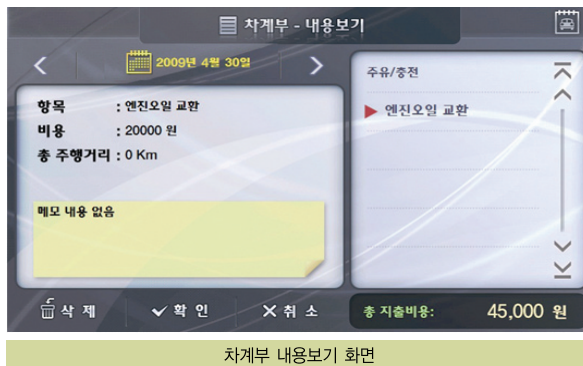 차계부 - 내용보기
2009년 4월 30일
항목 : 엔진오일 교환
비용 : 20000 원
총 주행거리 : 0 Km
메모 내용 없음
주유/충전
엔진오일 교환
삭 제
확 인
취 소
총 지출비용: 45,000 원
차계부 내용보기 화면